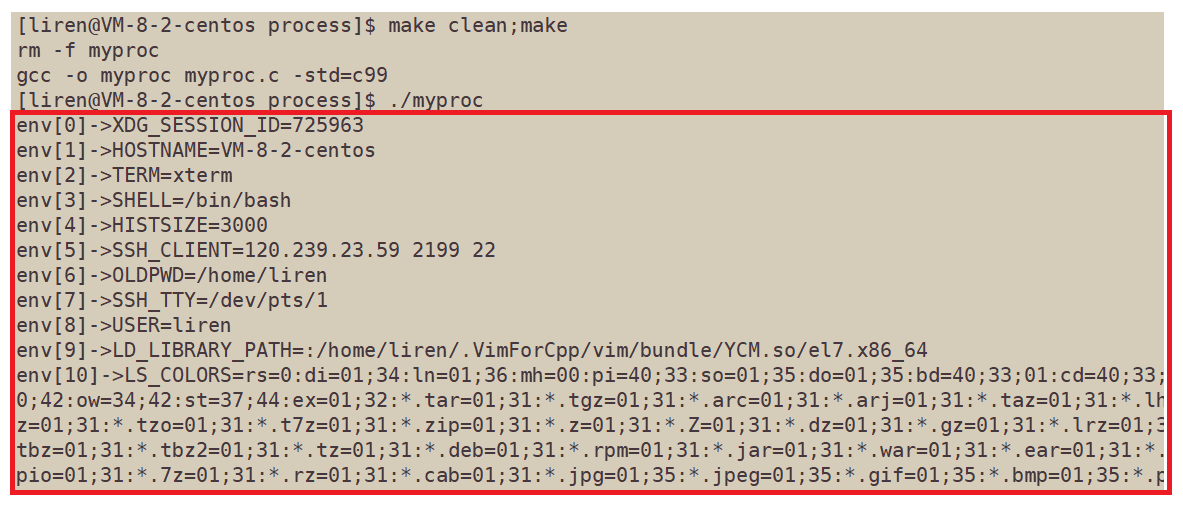 [liren@VM-8-2-centos process]$ make clean;make
rm -f myproc
gcc -o myproc myproc.c -std=c99
[liren@VM-8-2-centos process]$ ./myproc
env[0]->XDG_SESSION_ID=725963
env[1]->HOSTNAME=VM-8-2-centos
env[2]->TERM=xterm
env[3]->SHELL=/bin/bash
env[4]->HISTSIZE=3000
env[5]->SSH_CLIENT=120.239.23.59 2199 22
env[6]->OLDPWD=/home/liren
env[7]->SSH_TTY=/dev/pts/1
env[8]->USER=liren
env[9]->LD_LIBRARY_PATH=:/home/liren/.VimForCpp/vim/bundle/YCM.so/el7.x86_64
env[10]->LS_COLORS=rs=0:di=01;34:ln=01;36:mh=00:pi=40;33:so=01;35:do=01;35:bd=40;33;01:cd=40;33;
0;42:ow=34;42:st=37;44:ex=01;32:*.tar=01;31:*.tgz=01;31:*.arc=01;31:*.arj=01;31:*.taz=01;31:*.lh
z=01;31:*.tzo=01;31:*.t7z=01;31:*.zip=01;31:*.z=01;31:*.Z=01;31:*.dz=01;31:*.gz=01;31:*.lrz=01;3
tbz=01;31:*.tbz2=01;31:*.tz=01;31:*.deb=01;31:*.rpm=01;31:*.jar=01;31:*.war=01;31:*.ear=01;31:*.
pio=01;31:*.7z=01;31:*.rz=01;31:*.cab=01;31:*.jpg=01;35:*.jpeg=01;35:*.gif=01;35:*.bmp=01;35:*.p